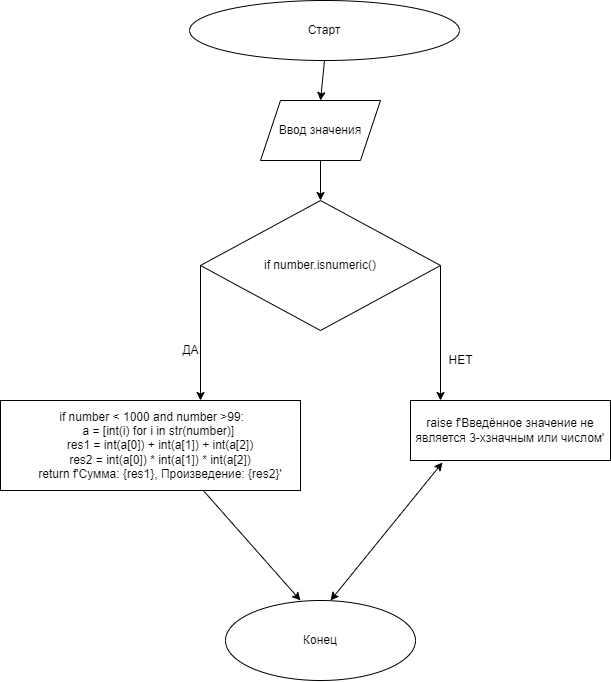 Старт
Ввод значения
if number.isnumeric()
ДА
НЕТ
if number < 1000 and number >99:
a = [int(i) for i in str(number)]
res1 = int(a[0]) + int(a[1]) + int(a[2])
res2 = int(a[0]) * int(a[1]) * int(a[2])
return f'Сумма: {res1}, Произведение: {res2}'
raise f'Введённое значение не
является 3-хзначным или числом'
Конец